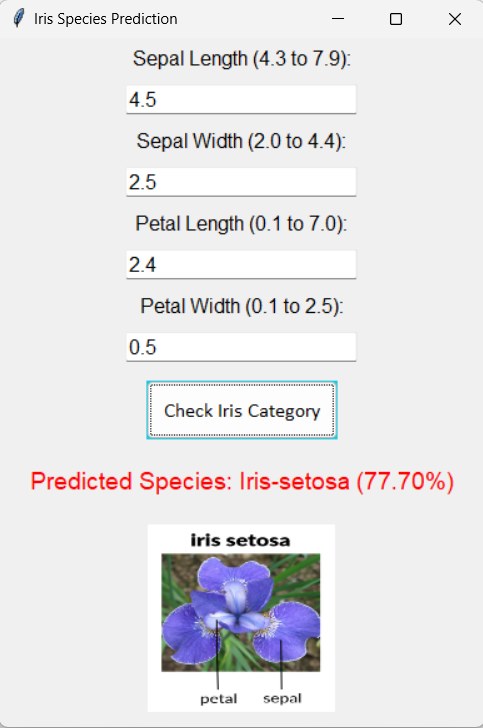 Iris Species Prediction
Sepal Length (4.3 to 7.9):
4.5
Sepal Width (2.0 to 4.4):
2.5
Petal Length (0.1 to 7.0):
2.4
Petal Width (0.1 to 2.5):
0.5
Check Iris Category
Predicted Species: Iris-setosa (77.70%)
iris setosa
petal sepal